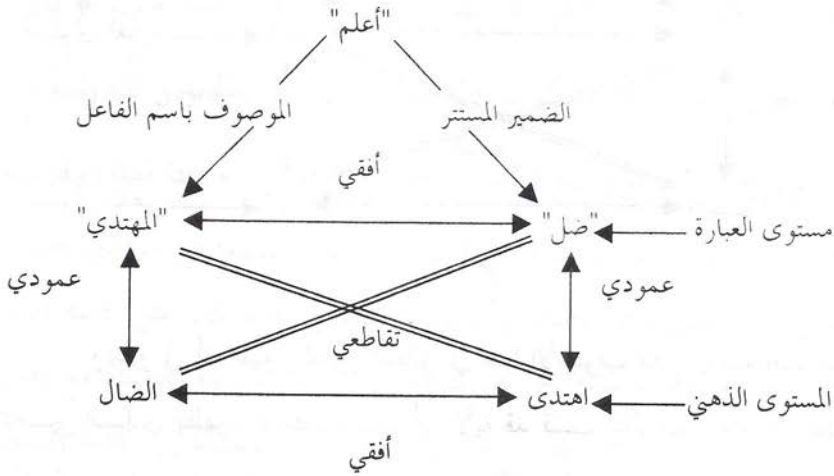 "أعلم"
الضمير المستتر
الموصوف باسم الفاعل
أفقي
مستوى العبارة
"ضل"
"المهتدي"
عمودي
عمودي
تقاطعي
المستوى الذهني
اهتدى
الضال
أفقي